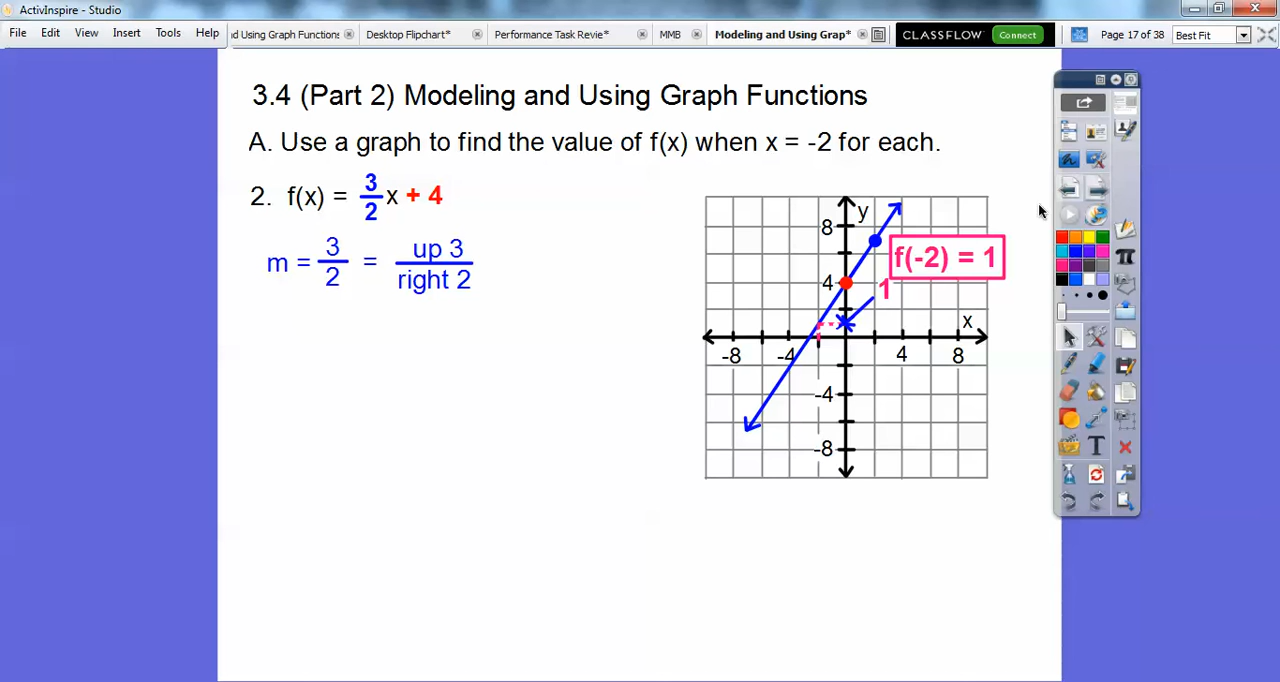 ActivInspire - Studio
File Edit View Insert Tools Help
d Using Graph Functions Desktop Flipchart* Performance Task Revie* MMB Modeling and Using Grap* CLASSFLOW Connect Page 17 of 38 Best Fit
3.4 (Part 2) Modeling and Using Graph Functions
A. Use a graph to find the value of f(x) when x = -2 for each.
2. f(x) = 3/2 x + 4
m = 3/2 = up 3 / right 2
y
8
f(-2) = 1
4
1
x
-8 -4 4 8
-4
-8